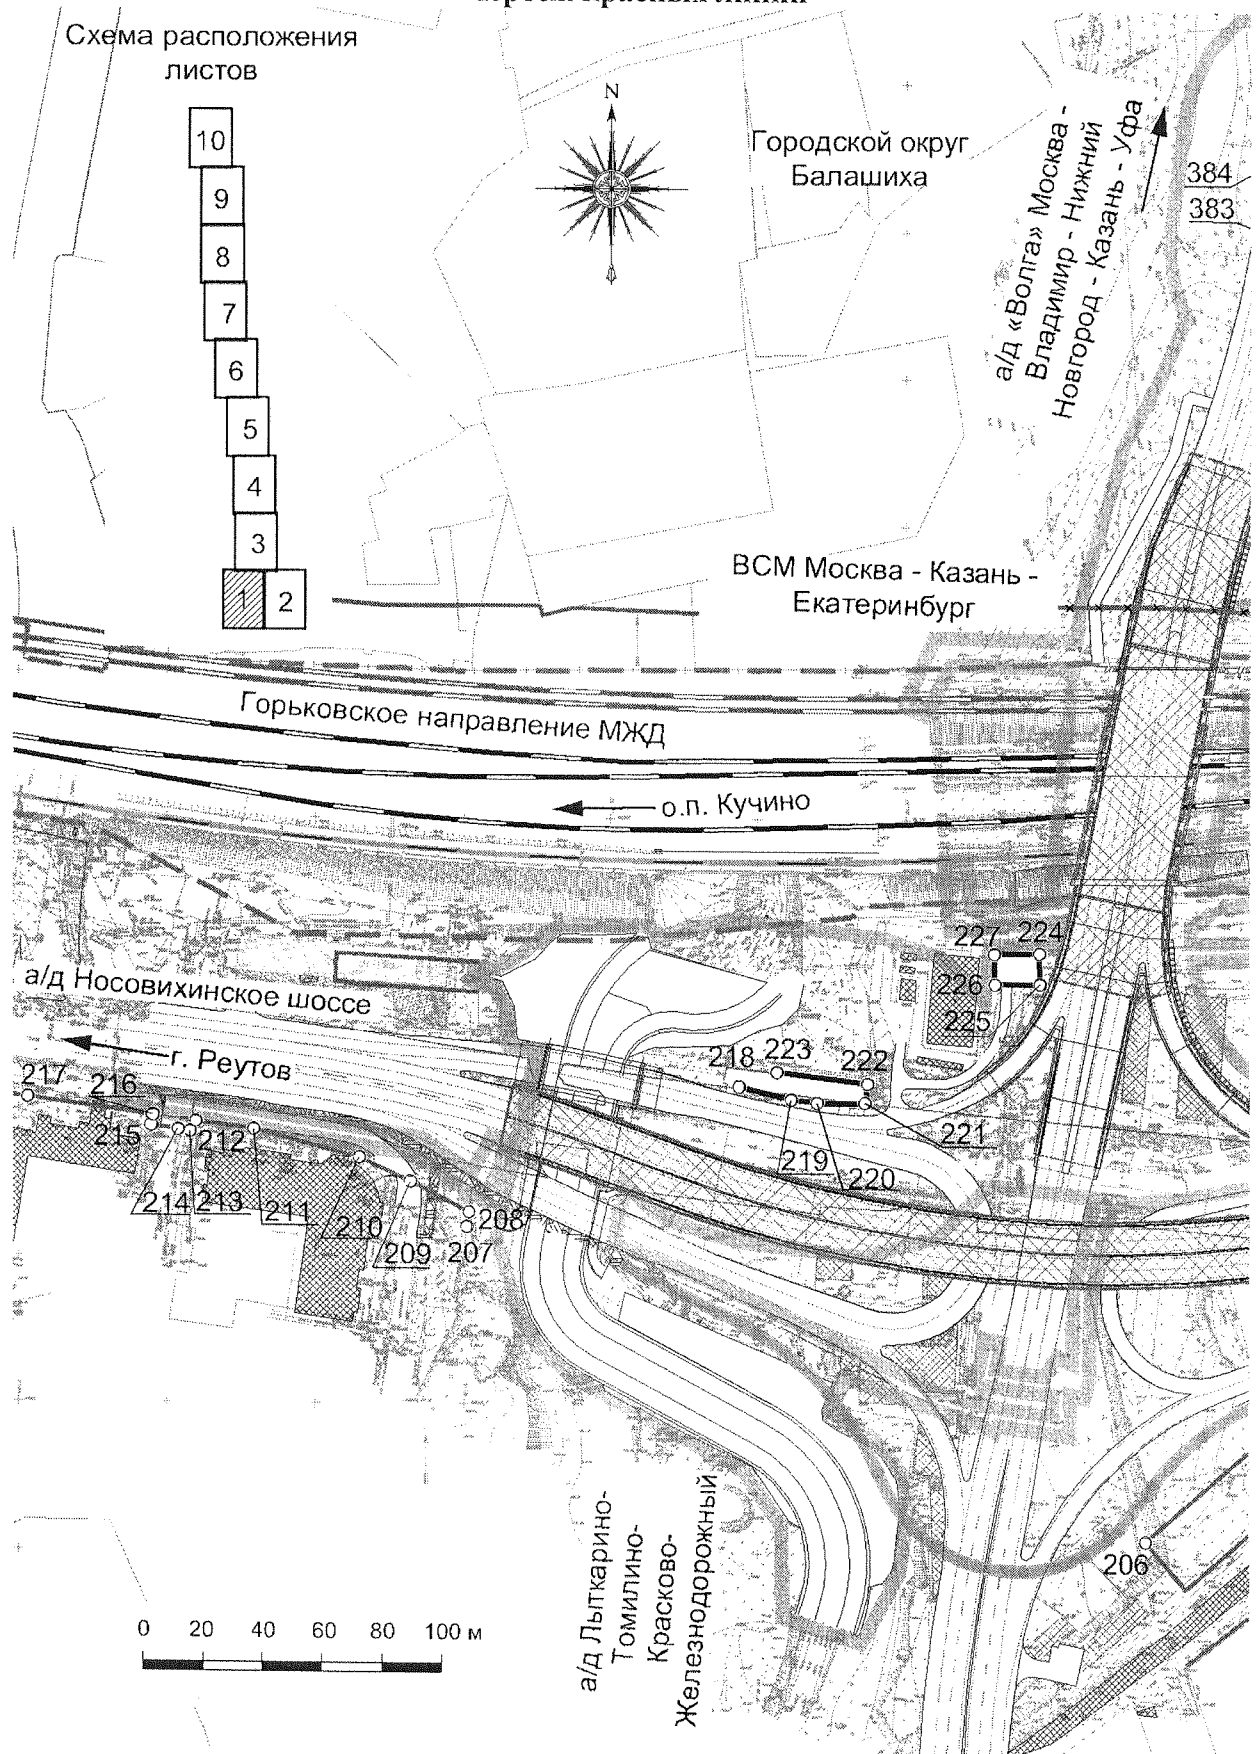 Схема расположения
листов
10
9
8
7
6
5
4
3
1
2
N
Городской округ
Балашиха
а/д «Волга» Москва -
Владимир - Нижний
Новгород - Казань - Уфа
384
383
ВСМ Москва - Казань -
Екатеринбург
Горьковское направление МЖД
о.п. Кучино
а/д Носовихинское шоссе
г. Реутов
227
224
226
225
218
223
222
221
219
220
217
216
215
212
214
213
211
210
209
208
207
206
0 20 40 60 80 100 м
а/д Лыткарино-
Томилино-
Красково-
Железнодорожный